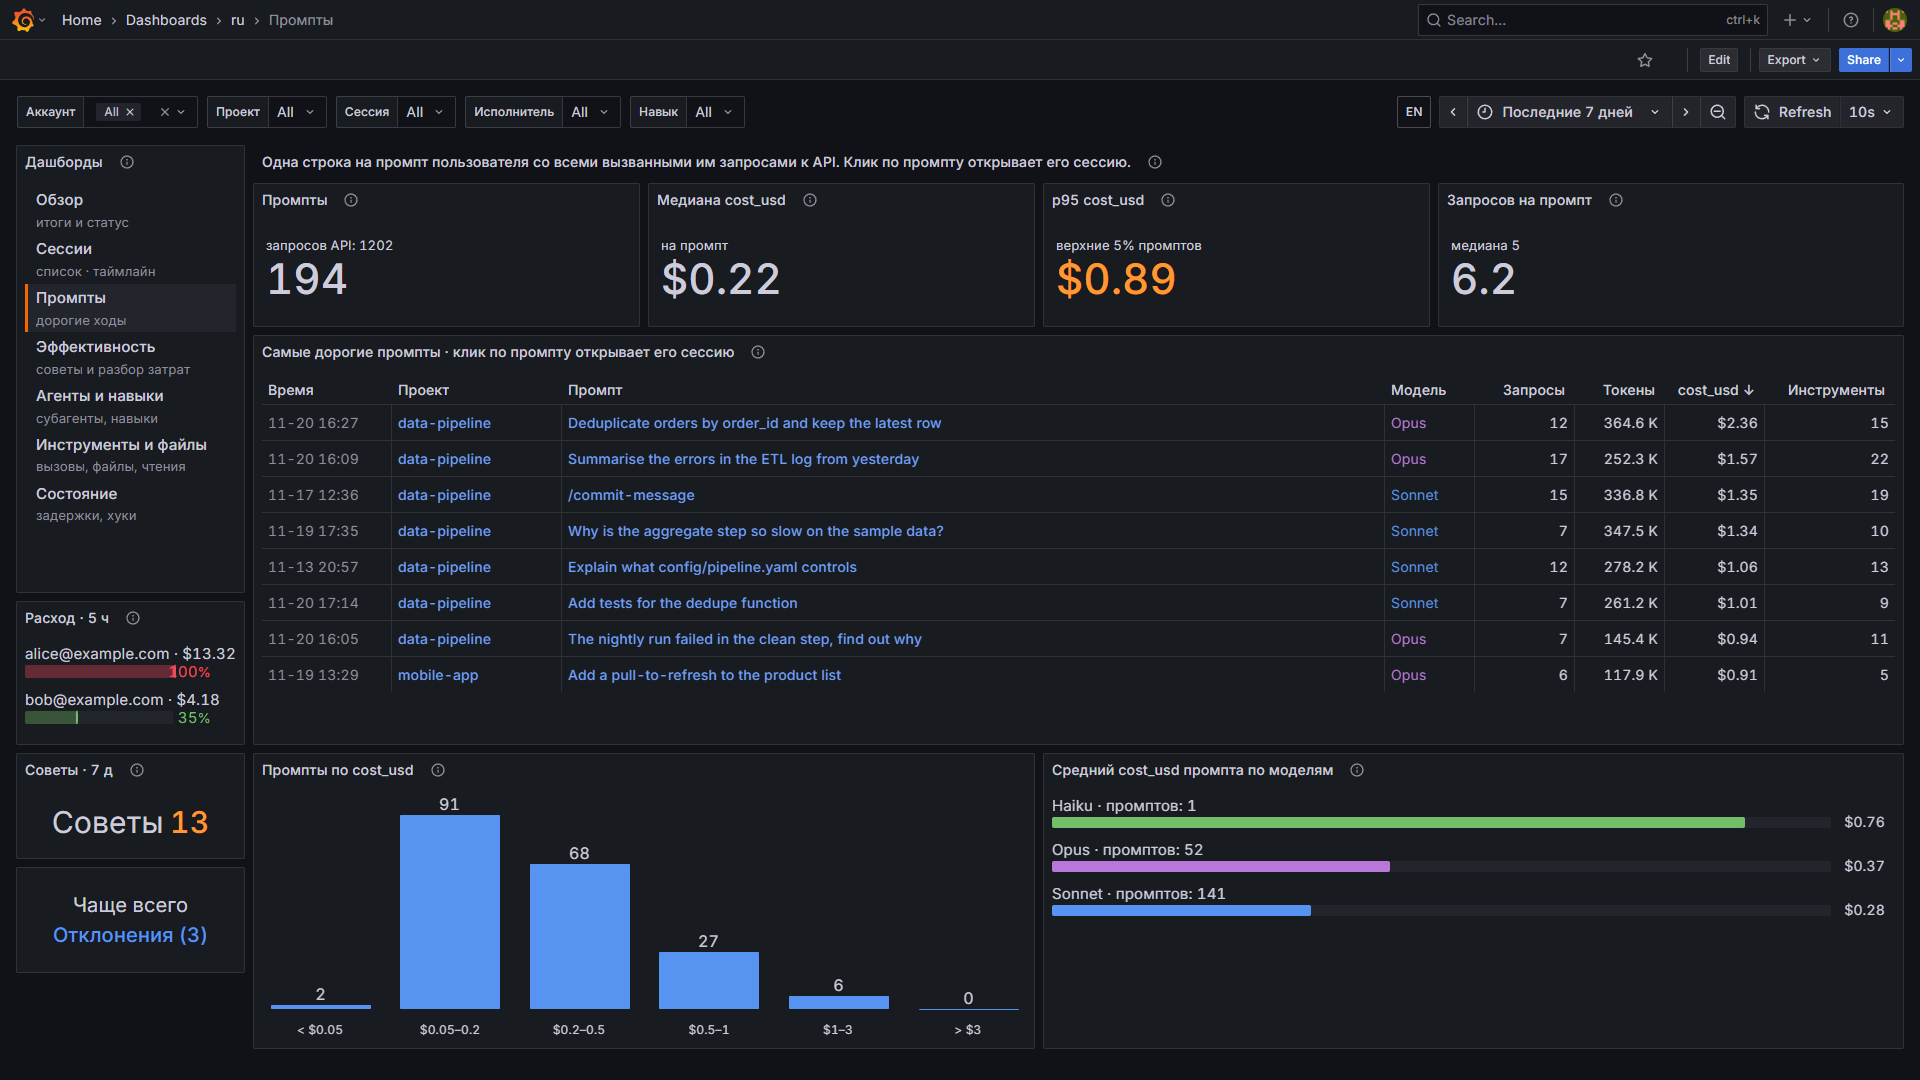 Home › Dashboards › ru › Промпты
Search... ctrl+k
Edit Export Share
Аккаунт All Проект All Сессия All Исполнитель All Навык All EN Последние 7 дней Refresh 10s
Дашборды
Обзор
итоги и статус
Сессии
список · таймлайн
Промпты
дорогие ходы
Эффективность
советы и разбор затрат
Агенты и навыки
субагенты, навыки
Инструменты и файлы
вызовы, файлы, чтения
Состояние
задержки, хуки
Расход · 5 ч
alice@example.com · $13.32
100%
bob@example.com · $4.18
35%
Советы · 7 д
Советы 13
Чаще всего
Отклонения (3)
Одна строка на промпт пользователя со всеми вызванными им запросами к API. Клик по промпту открывает его сессию.
Промпты
запросов API: 1202
194
Медиана cost_usd
на промпт
$0.22
p95 cost_usd
верхние 5% промптов
$0.89
Запросов на промпт
медиана 5
6.2
Самые дорогие промпты · клик по промпту открывает его сессию
Время Проект Промпт Модель Запросы Токены cost_usd Инструменты
11-20 16:27 data-pipeline Deduplicate orders by order_id and keep the latest row Opus 12 364.6 K $2.36 15
11-20 16:09 data-pipeline Summarise the errors in the ETL log from yesterday Opus 17 252.3 K $1.57 22
11-17 12:36 data-pipeline /commit-message Sonnet 15 336.8 K $1.35 19
11-19 17:35 data-pipeline Why is the aggregate step so slow on the sample data? Sonnet 7 347.5 K $1.34 10
11-13 20:57 data-pipeline Explain what config/pipeline.yaml controls Sonnet 12 278.2 K $1.06 13
11-20 17:14 data-pipeline Add tests for the dedupe function Sonnet 7 261.2 K $1.01 9
11-20 16:05 data-pipeline The nightly run failed in the clean step, find out why Opus 7 145.4 K $0.94 11
11-19 13:29 mobile-app Add a pull-to-refresh to the product list Opus 6 117.9 K $0.91 5
Промпты по cost_usd
2 91 68 27 6 0
< $0.05 $0.05–0.2 $0.2–0.5 $0.5–1 $1–3 > $3
Средний cost_usd промпта по моделям
Haiku · промптов: 1
$0.76
Opus · промптов: 52
$0.37
Sonnet · промптов: 141
$0.28